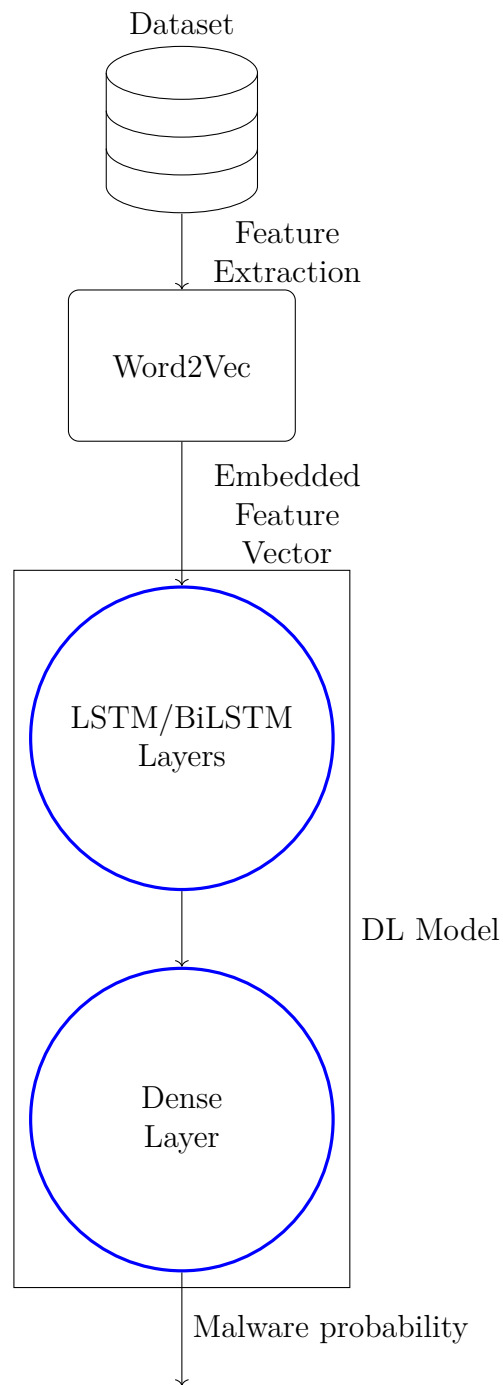 Dataset
Feature
Extraction
Word2Vec
Embedded
Feature
Vector
LSTM/BiLSTM
Layers
DL Model
Dense
Layer
Malware probability